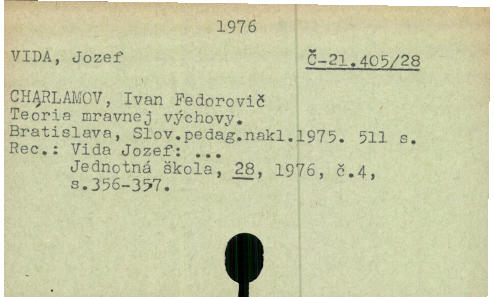 1976
VIDA, Jozef Č-21.405/28
CHARLAMOV, Ivan Fedorovič
Teória mravnej výchovy.
Bratislava, Slov.pedag.nakl.1975. 511 s.
Rec.: Vida Jozef: ...
Jednotná škola, 28, 1976, č.4,
s.356-357.